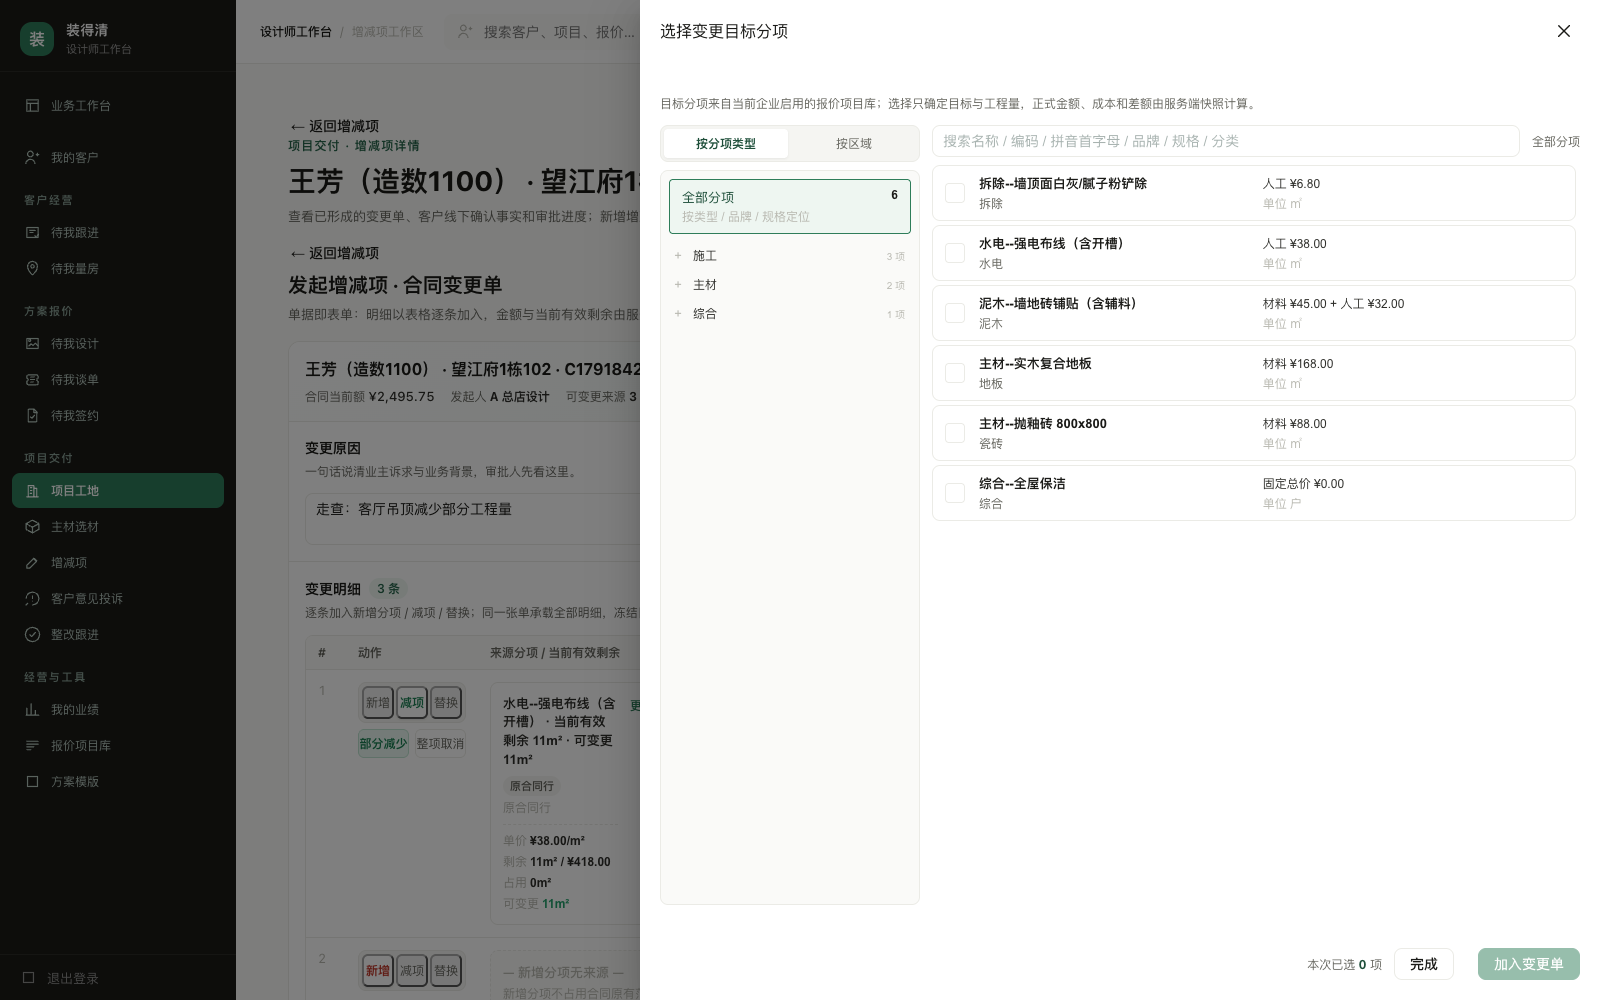 装
装得清
设计师工作台
业务工作台
我的客户
客户经营
待我跟进
待我量房
方案报价
待我设计
待我谈单
待我签约
项目交付
项目工地
主材选材
增减项
客户意见投诉
整改跟进
经营与工具
我的业绩
报价项目库
方案模版
退出登录
设计师工作台 / 增减项工作区
搜索客户、项目、报价...
← 返回增减项
项目交付 · 增减项详情
王芳（造数1100） · 望江府1
查看已形成的变更单、客户线下确认事实和审批进度；新增增
← 返回增减项
发起增减项 · 合同变更单
单据即表单：明细以表格逐条加入，金额与当前有效剩余由服
王芳（造数1100） · 望江府1栋102 · C1791842
合同当前额 ¥2,495.75 发起人 A 总店设计 可变更来源 3
变更原因
一句话说清业主诉求与业务背景，审批人先看这里。
走查：客厅吊顶减少部分工程量
变更明细 3 条
逐条加入新增分项 / 减项 / 替换；同一张单承载全部明细，冻结
# 动作 来源分项 / 当前有效剩余
1
新增 减项 替换
部分减少 整项取消
水电--强电布线（含
开槽） · 当前有效
剩余 11m² · 可变更
11m²
更
原合同行
原合同行
单价 ¥38.00/m²
剩余 11m² / ¥418.00
占用 0m²
可变更 11m²
2
新增 减项 替换
— 新增分项无来源 —
新增分项不占用合同原有
选择变更目标分项
目标分项来自当前企业启用的报价项目库；选择只确定目标与工程量，正式金额、成本和差额由服务端快照计算。
按分项类型 按区域
全部分项 6
按类型 / 品牌 / 规格定位
+ 施工 3 项
+ 主材 2 项
+ 综合 1 项
搜索名称 / 编码 / 拼音首字母 / 品牌 / 规格 / 分类
全部分项
拆除--墙顶面白灰/腻子粉铲除 人工 ¥6.80
拆除 单位 ㎡
水电--强电布线（含开槽） 人工 ¥38.00
水电 单位 ㎡
泥木--墙地砖铺贴（含辅料） 材料 ¥45.00 + 人工 ¥32.00
泥木 单位 ㎡
主材--实木复合地板 材料 ¥168.00
地板 单位 ㎡
主材--抛釉砖 800x800 材料 ¥88.00
瓷砖 单位 ㎡
综合--全屋保洁 固定总价 ¥0.00
综合 单位 户
本次已选 0 项
完成
加入变更单